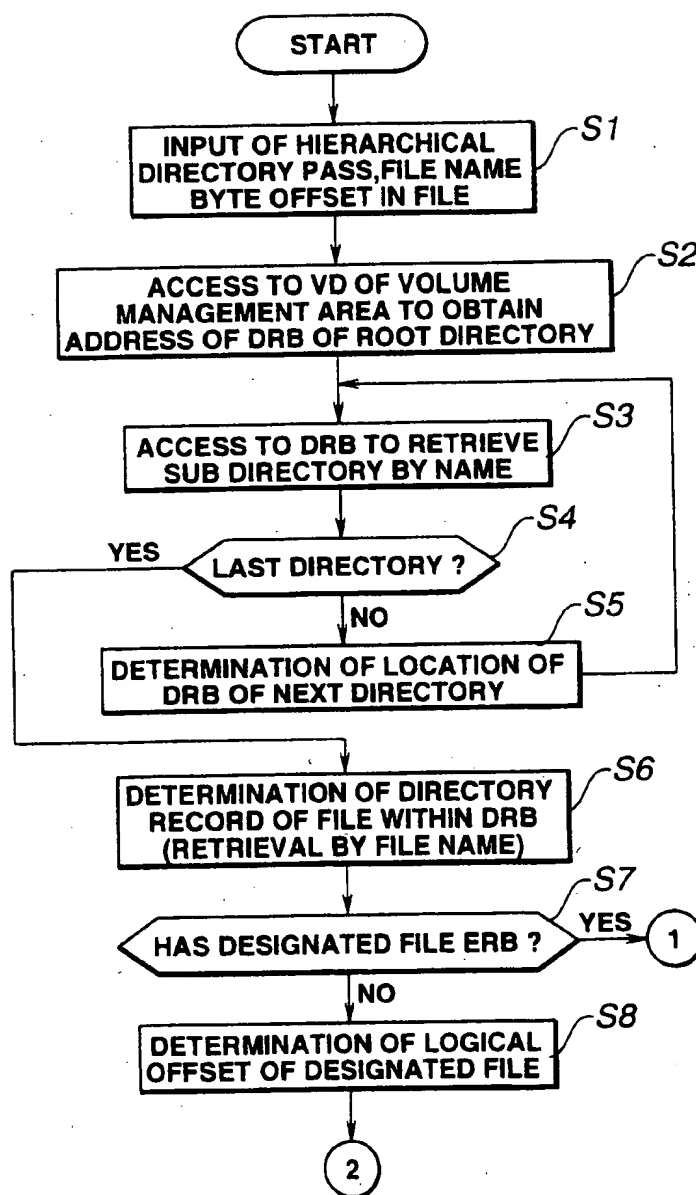 START
S1
INPUT OF HIERARCHICAL
DIRECTORY PASS,FILE NAME
BYTE OFFSET IN FILE
S2
ACCESS TO VD OF VOLUME
MANAGEMENT AREA TO OBTAIN
ADDRESS OF DRB OF ROOT DIRECTORY
S3
ACCESS TO DRB TO RETRIEVE
SUB DIRECTORY BY NAME
S4
YES
LAST DIRECTORY ?
NO
S5
DETERMINATION OF LOCATION OF
DRB OF NEXT DIRECTORY
S6
DETERMINATION OF DIRECTORY
RECORD OF FILE WITHIN DRB
(RETRIEVAL BY FILE NAME)
S7
HAS DESIGNATED FILE ERB ?
YES
1
NO
S8
DETERMINATION OF LOGICAL
OFFSET OF DESIGNATED FILE
2